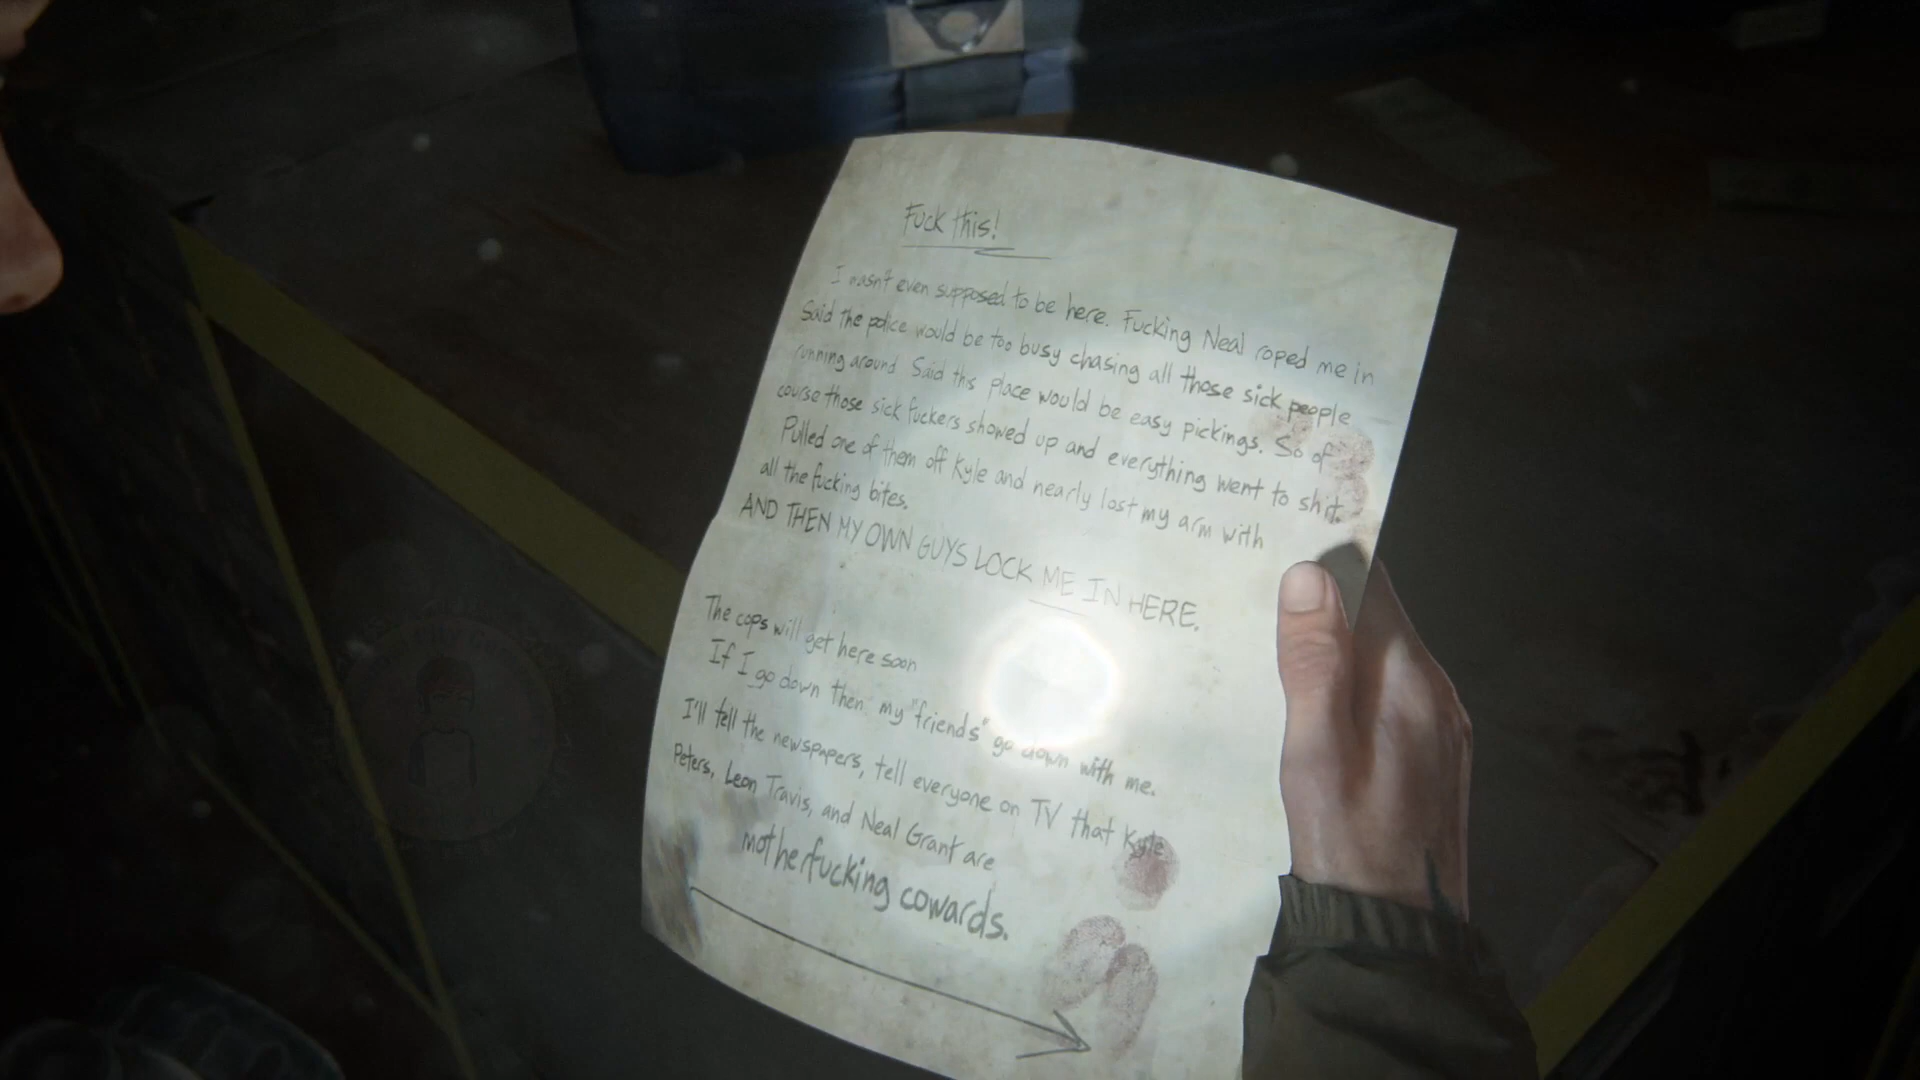 Fuck this!
I wasn't even supposed to be here. Fucking Neal roped me in
Said the police would be too busy chasing all those sick people
running around. Said this place would be easy pickings. So of
course those sick fuckers showed up and everything went to shit.
Pulled one of them off Kyle and nearly lost my arm with
all the fucking bites.
AND THEN MY OWN GUYS LOCK ME IN HERE.
The cops will get here soon
If I go down then my "friends" go down with me.
I'll tell the newspapers, tell everyone on TV that Kyle
Peters, Leon Travis, and Neal Grant are
motherfucking cowards.